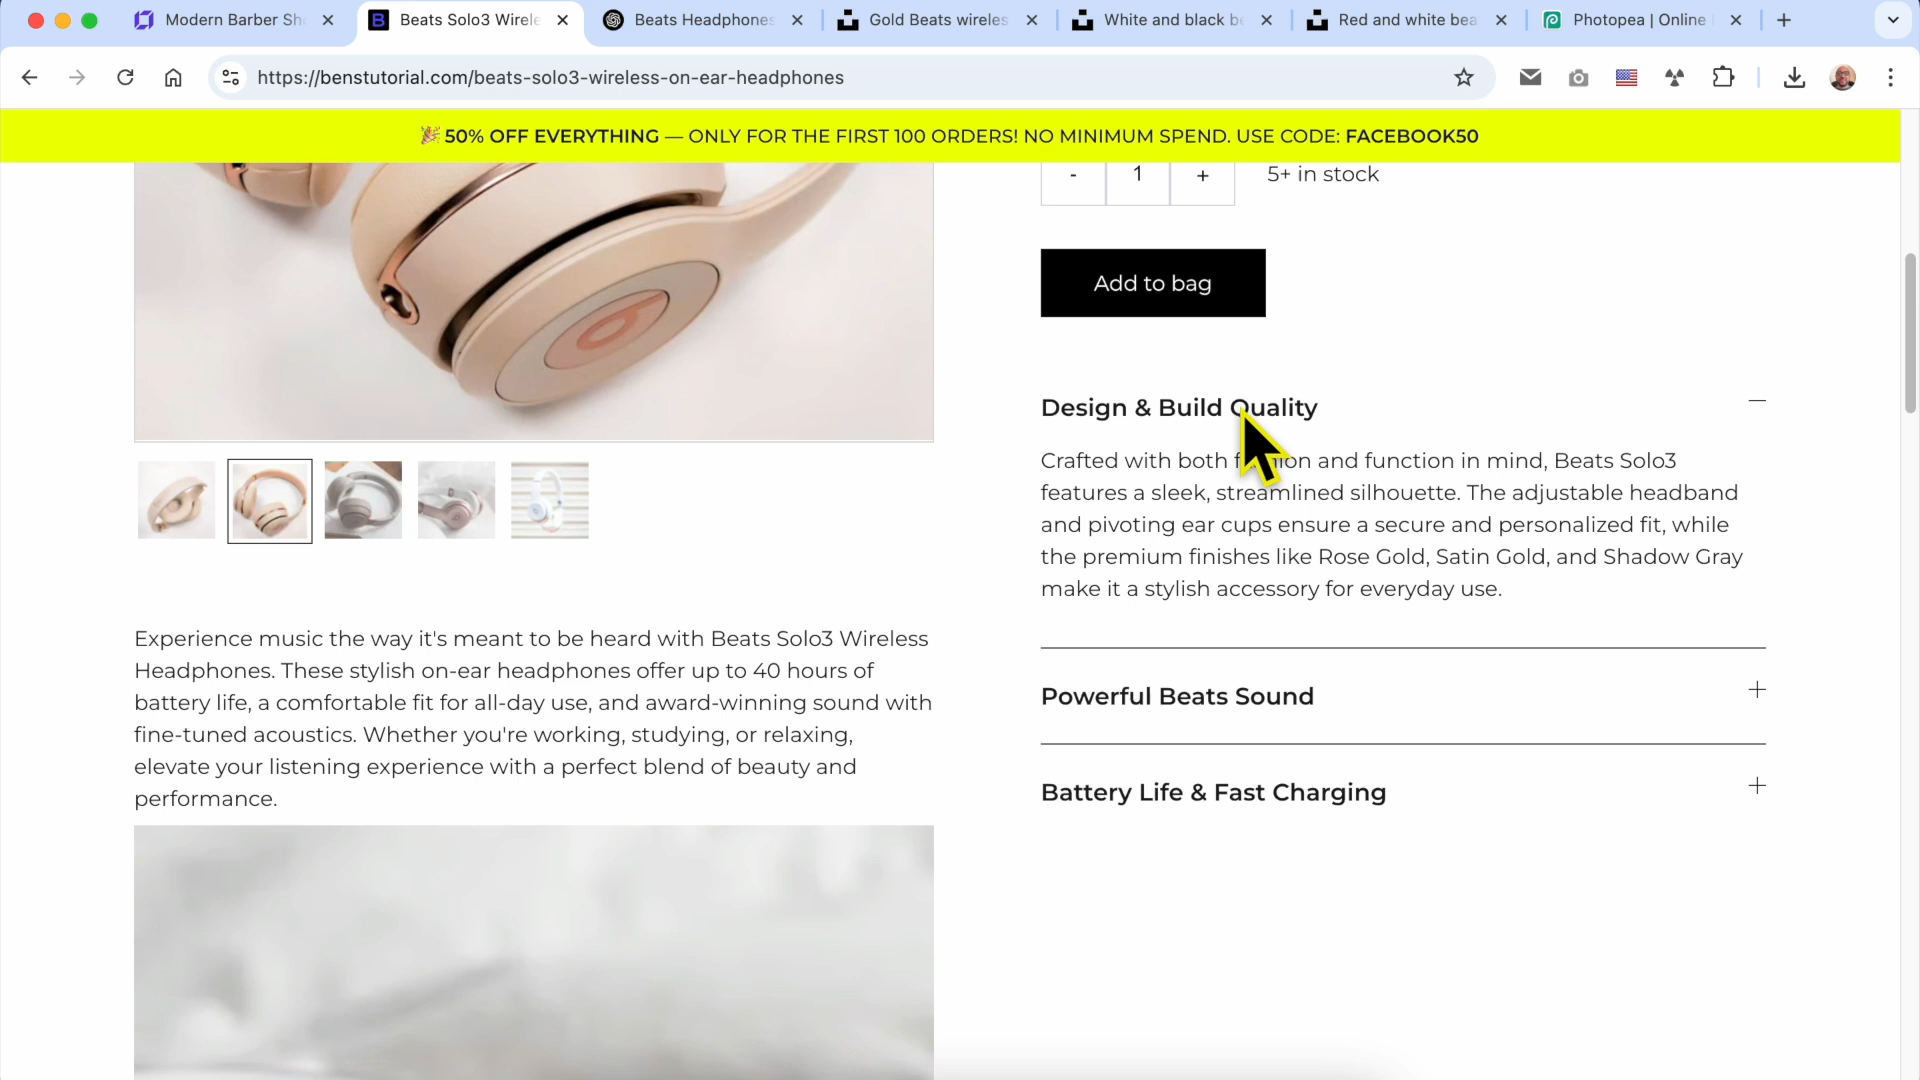 Modern Barber Sh
Beats Solo3 Wirele
Beats Headphones
Gold Beats wireles
White and black be
Red and white bea
Photopea | Online
https://benstutorial.com/beats-solo3-wireless-on-ear-headphones
🎉 50% OFF EVERYTHING — ONLY FOR THE FIRST 100 ORDERS! NO MINIMUM SPEND. USE CODE: FACEBOOK50
- 1 + 5+ in stock
Add to bag
Design & Build Quality
Crafted with both and function in mind, Beats Solo3
features a sleek, streamlined silhouette. The adjustable headband
and pivoting ear cups ensure a secure and personalized fit, while
the premium finishes like Rose Gold, Satin Gold, and Shadow Gray
make it a stylish accessory for everyday use.
Powerful Beats Sound
Battery Life & Fast Charging
Experience music the way it's meant to be heard with Beats Solo3 Wireless
Headphones. These stylish on-ear headphones offer up to 40 hours of
battery life, a comfortable fit for all-day use, and award-winning sound with
fine-tuned acoustics. Whether you're working, studying, or relaxing,
elevate your listening experience with a perfect blend of beauty and
performance.